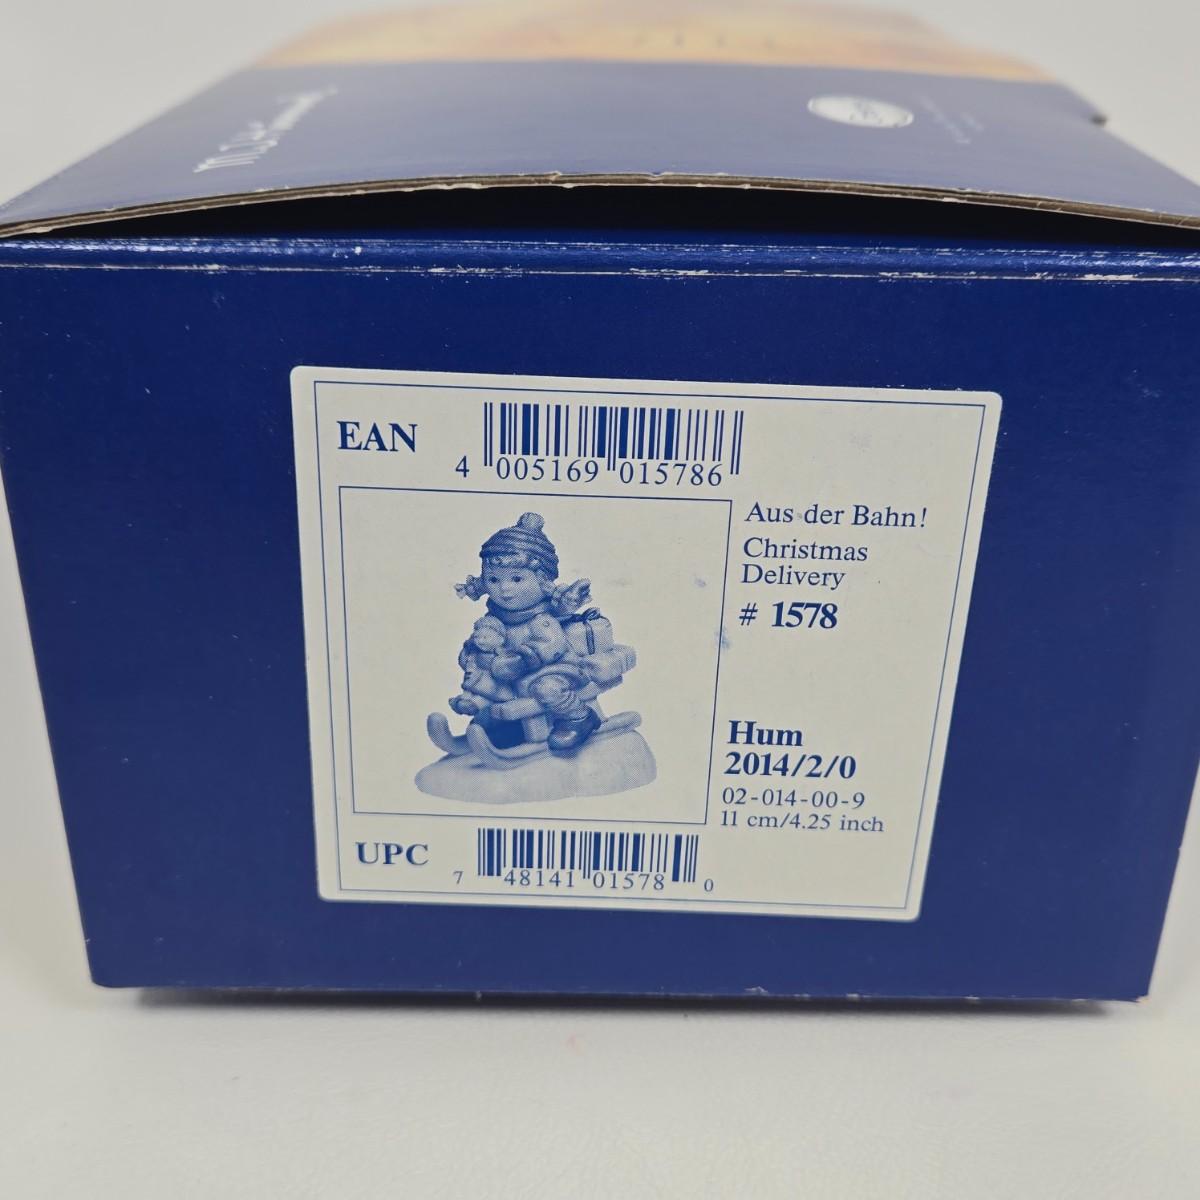 M.I. Hummel
EAN
4 005169 015786
Aus der Bahn!
Christmas
Delivery
# 1578
Hum
2014/2/0
02-014-00-9
11 cm/4.25 inch
UPC
7 48141 01578 0